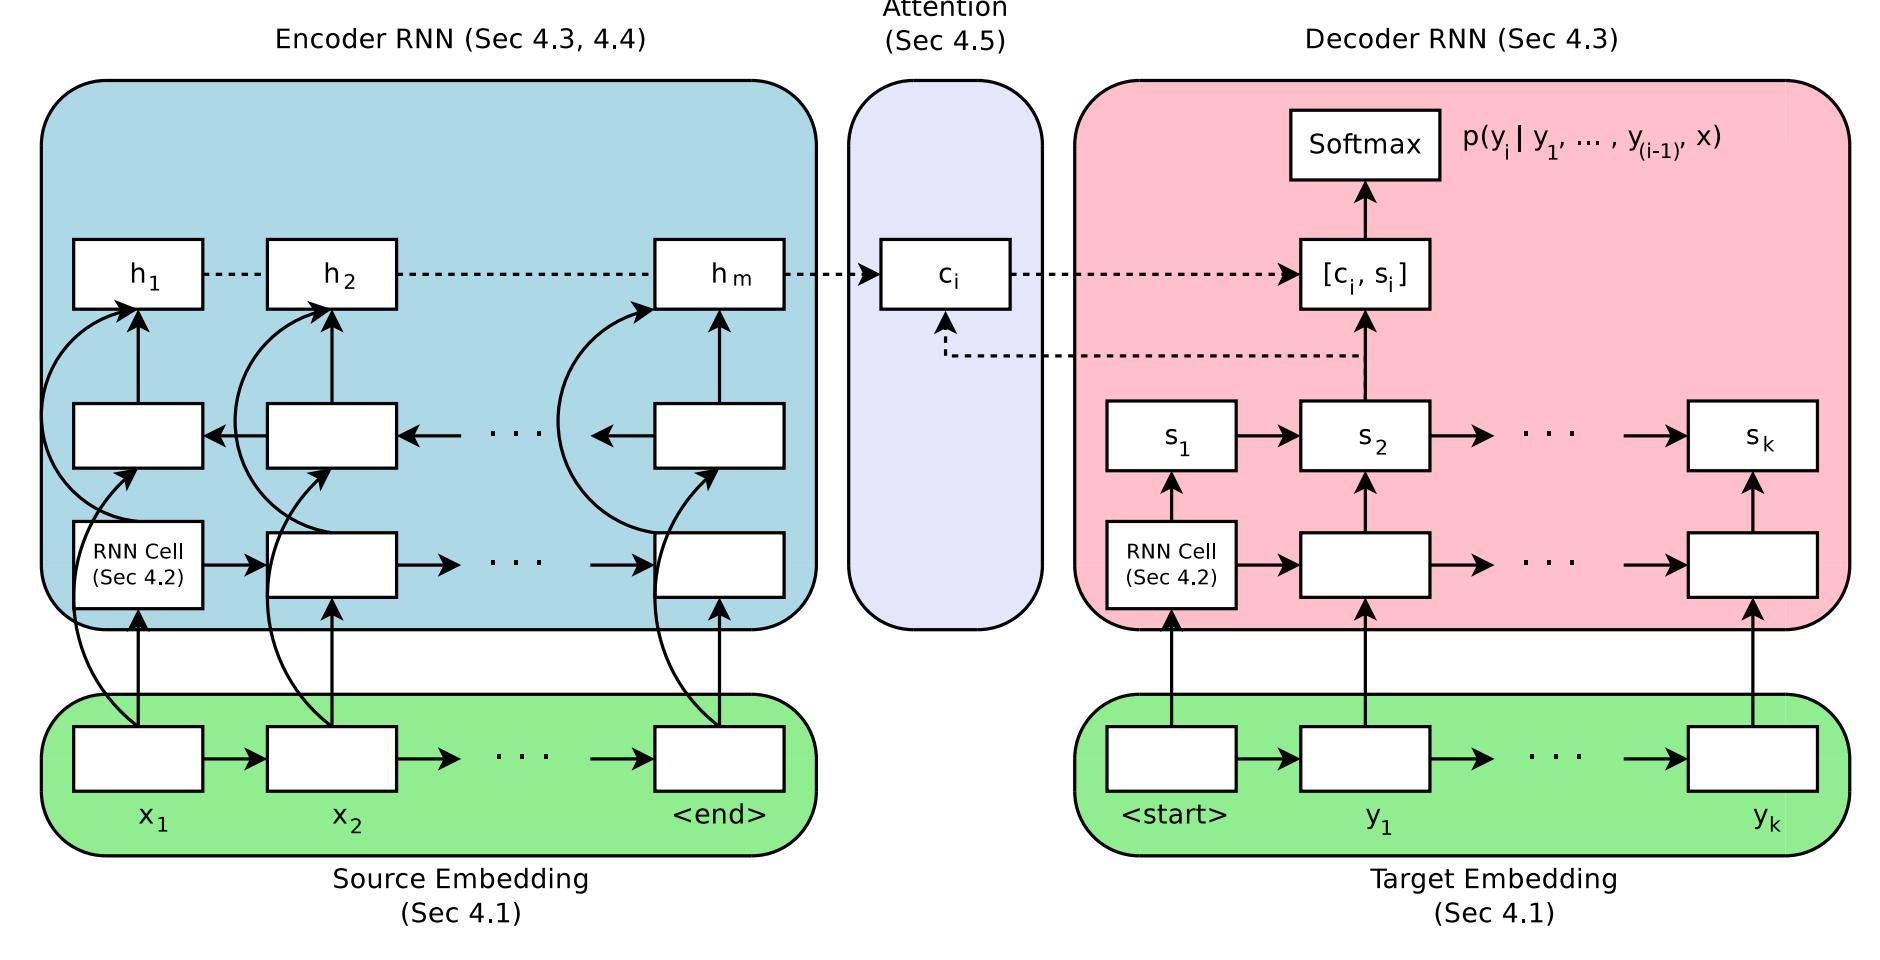 Encoder RNN (Sec 4.3, 4.4)
Attention
(Sec 4.5)
Decoder RNN (Sec 4.3)
Softmax
p(y_i | y_1, ... , y_(i-1), x)
h_1
h_2
h_m
c_i
[c_i, s_i]
. . .
s_1
s_2
. . .
s_k
RNN Cell
(Sec 4.2)
. . .
RNN Cell
(Sec 4.2)
. . .
. . .
. . .
x_1
x_2
<end>
<start>
y_1
y_k
Source Embedding
(Sec 4.1)
Target Embedding
(Sec 4.1)